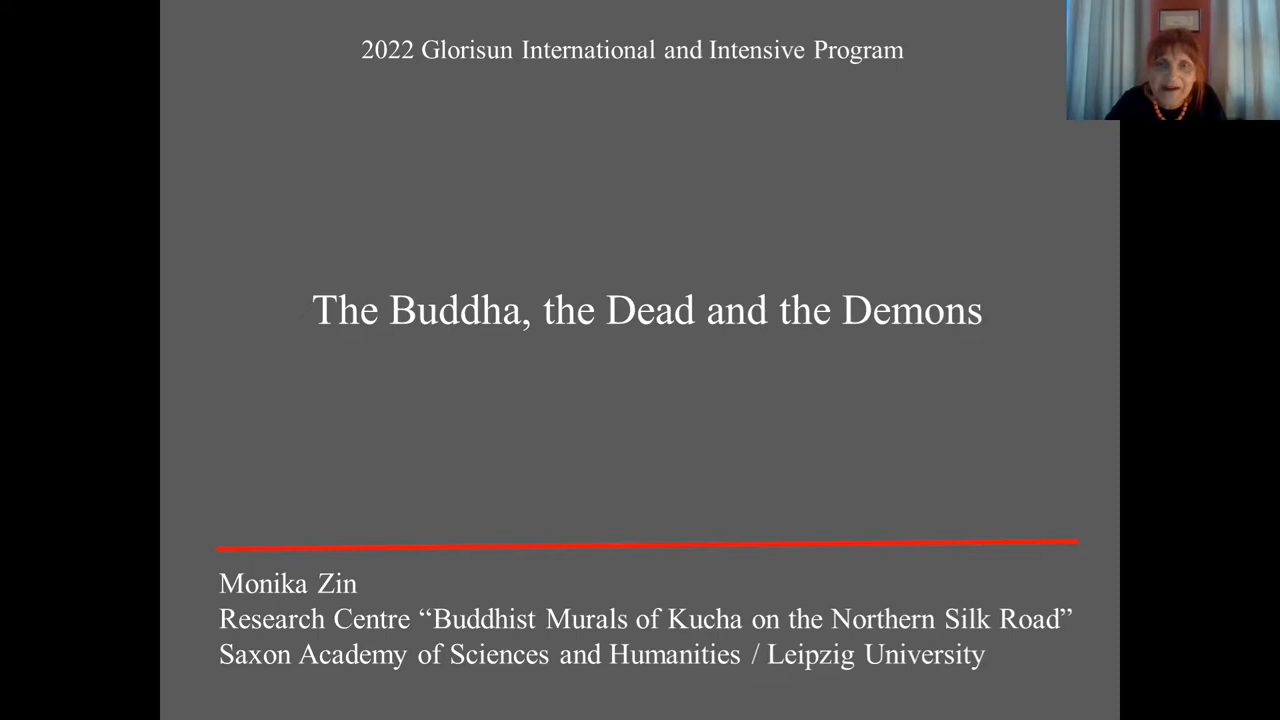 2022 Glorisun International and Intensive Program
The Buddha, the Dead and the Demons
Monika Zin
Research Centre “Buddhist Murals of Kucha on the Northern Silk Road”
Saxon Academy of Sciences and Humanities / Leipzig University